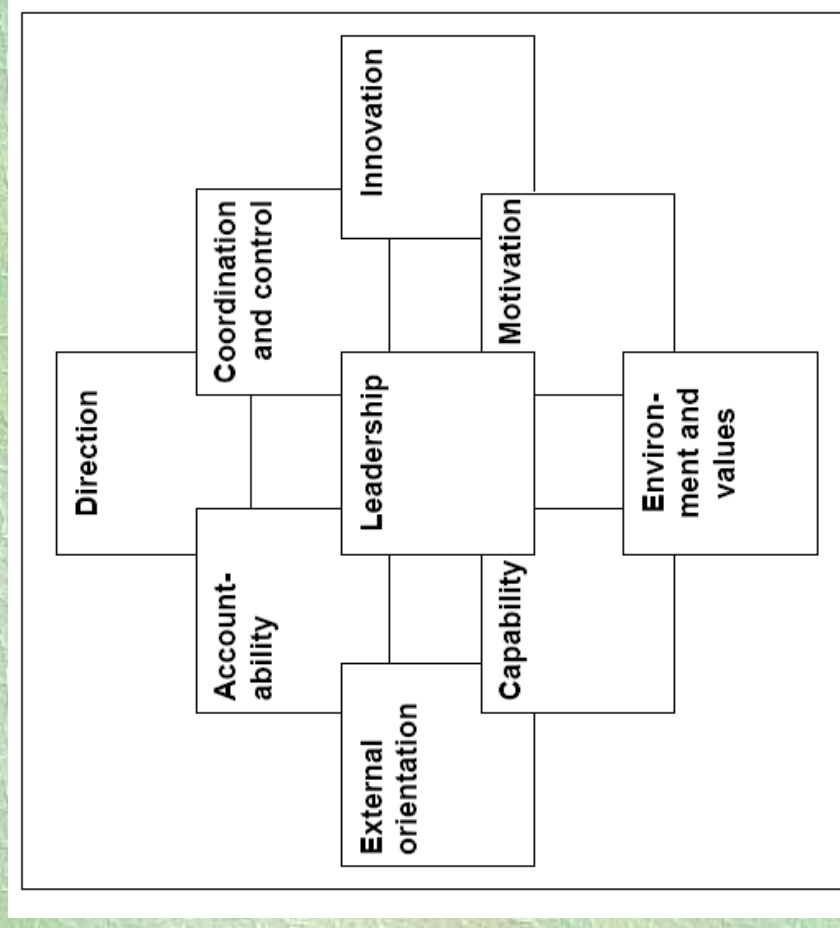 Direction
Account-
ability
Coordination
and control
External
orientation
Leadership
Innovation
Capability
Motivation
Environ-
ment and
values